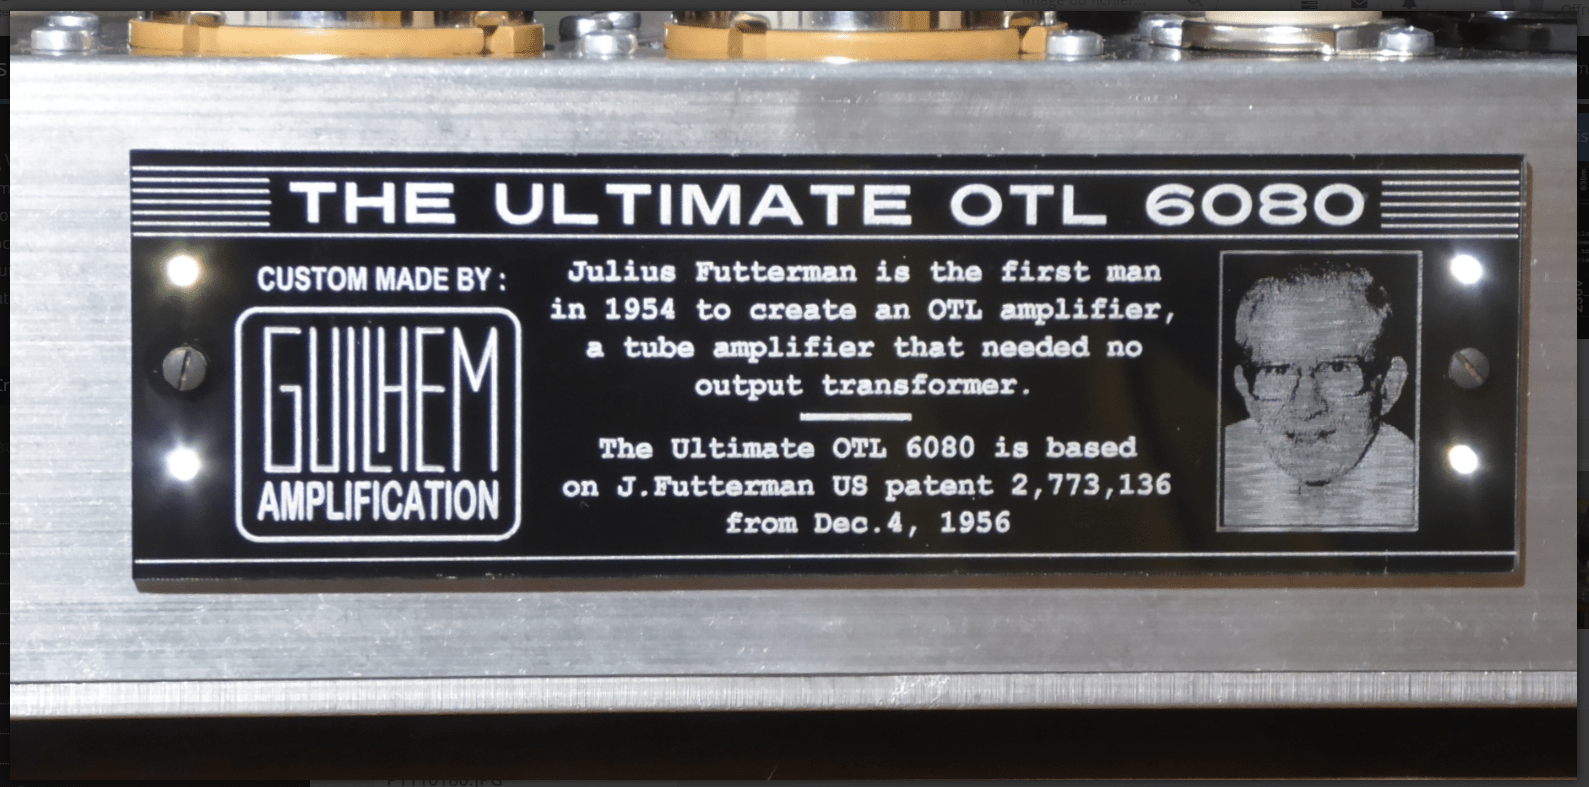 THE ULTIMATE OTL 6080
CUSTOM MADE BY :
GUILHEM
AMPLIFICATION
Julius Futterman is the first man
in 1954 to create an OTL amplifier,
a tube amplifier that needed no
output transformer.
The Ultimate OTL 6080 is based
on J.Futterman US patent 2,773,136
from Dec.4, 1956